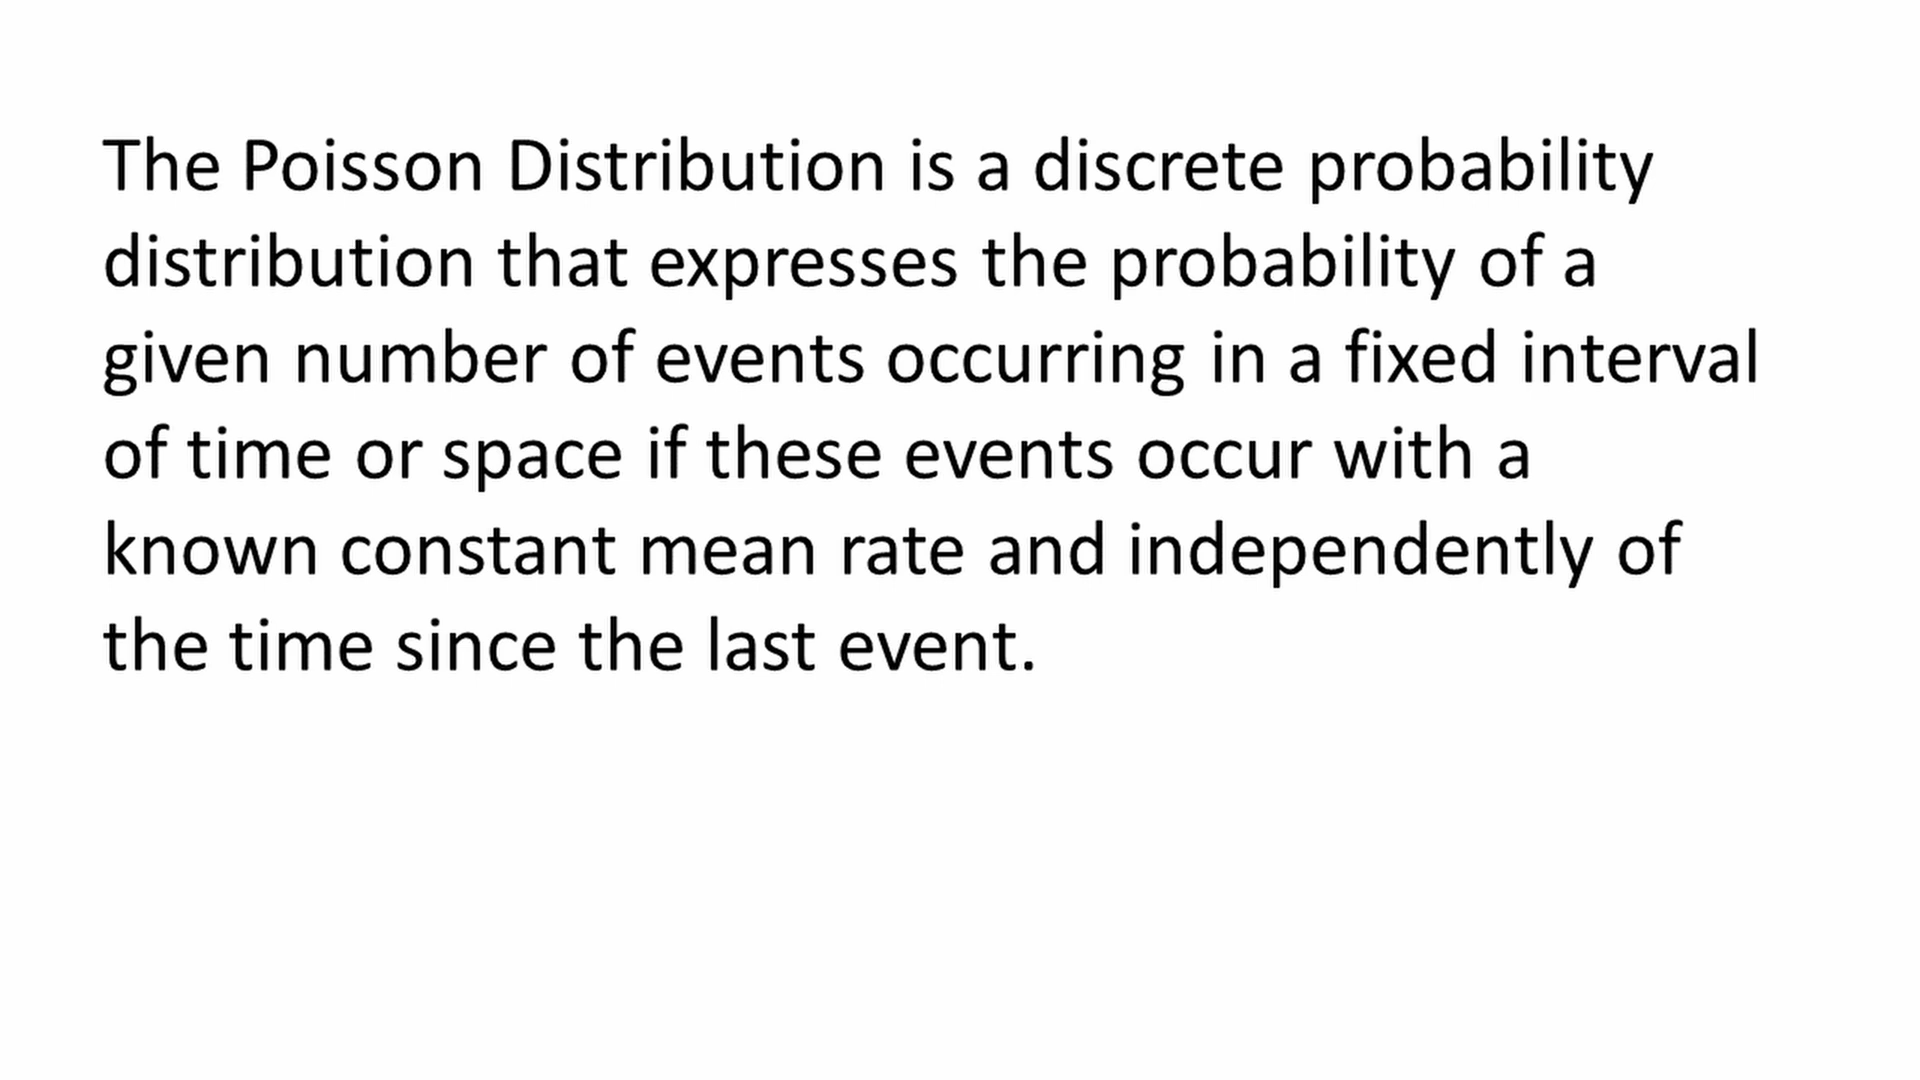 The Poisson Distribution is a discrete probability
distribution that expresses the probability of a
given number of events occurring in a fixed interval
of time or space if these events occur with a
known constant mean rate and independently of
the time since the last event.